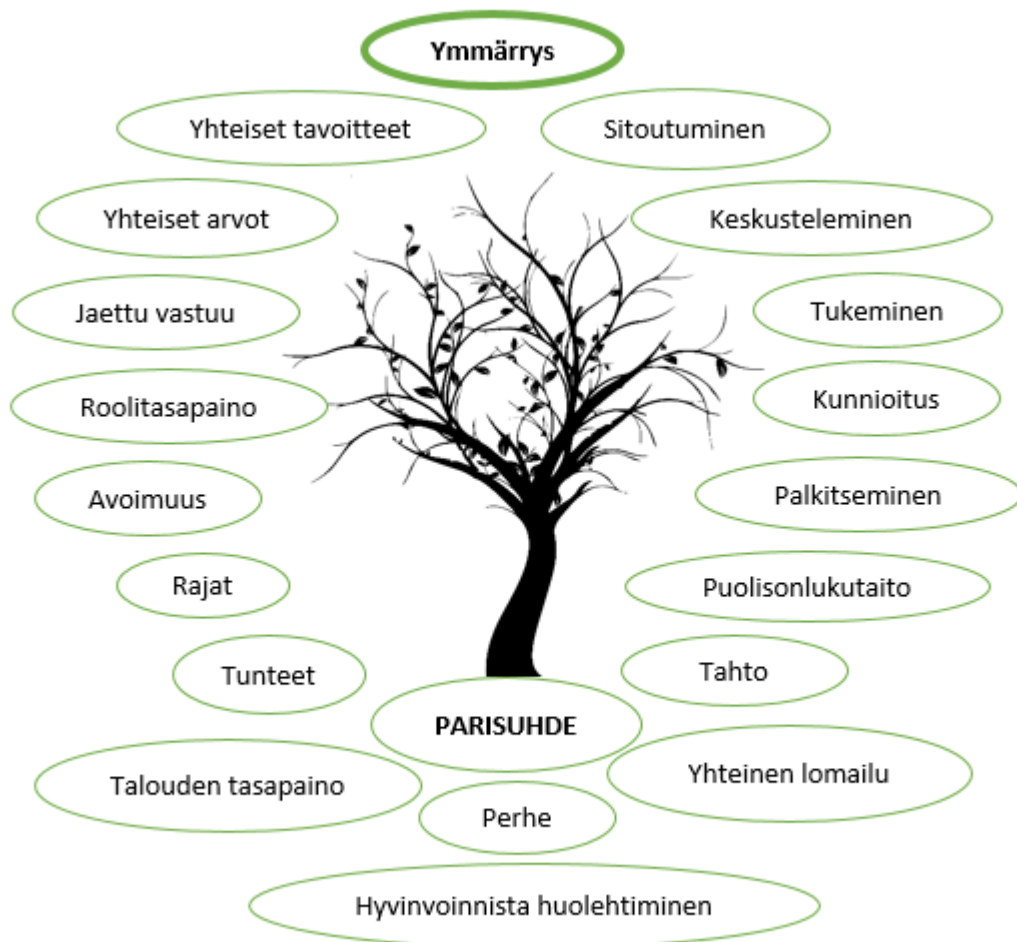 Ymmärrys
Yhteiset tavoitteet
Sitoutuminen
Yhteiset arvot
Keskusteleminen
Jaettu vastuu
Tukeminen
Roolitasapaino
Kunnioitus
Avoimuus
Palkitseminen
Rajat
Puolisonlukutaito
Tunteet
Tahto
PARISUHDE
Talouden tasapaino
Yhteinen lomailu
Perhe
Hyvinvoinnista huolehtiminen